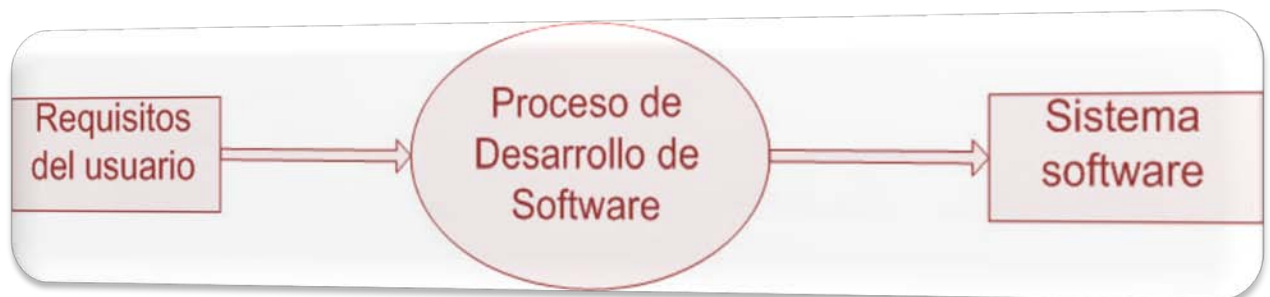 Requisitos
del usuario
Proceso de
Desarrollo de
Software
Sistema
software